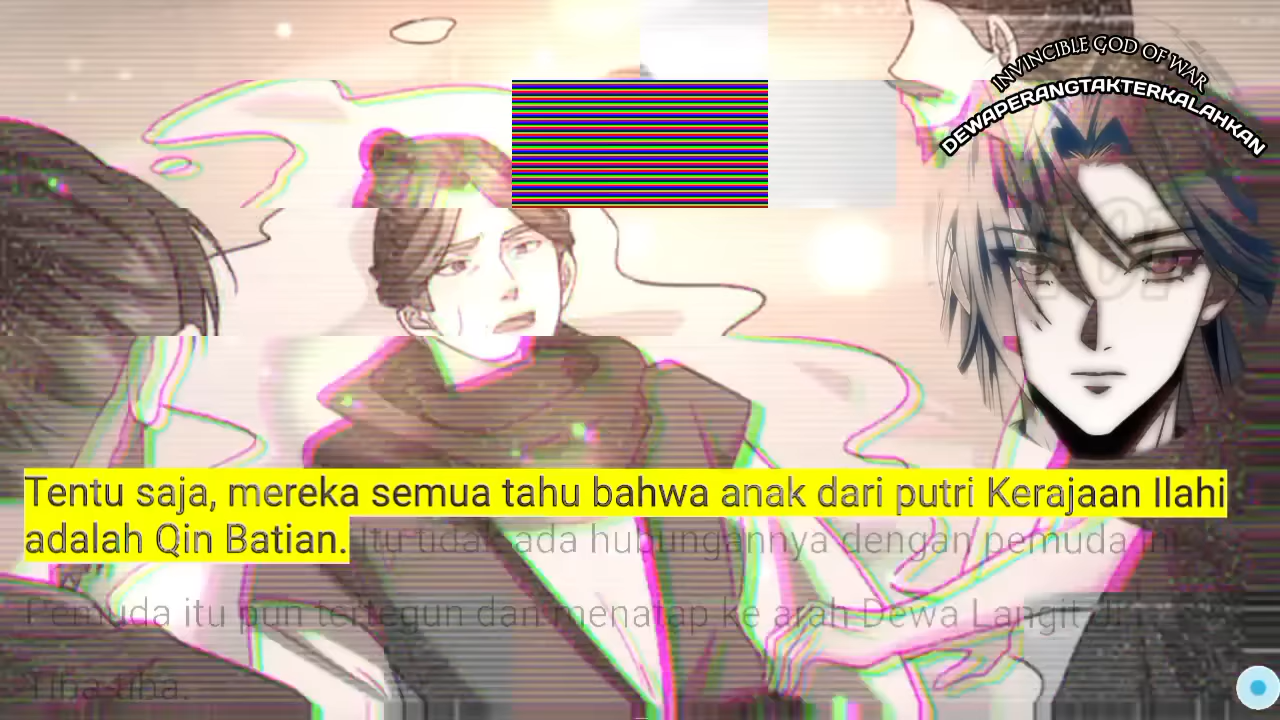 INVINCIBLE GOD OF WAR
DEWAPERANGTAKTERKALAHKAN
Tentu saja, mereka semua tahu bahwa anak dari putri Kerajaan Ilahi
adalah Qin Batian. Itu tidak ada hubungannya dengan pemuda ini.
Pemuda itu pun tertegun dan menatap ke arah Dewa Langit di
Tiba-tiba.